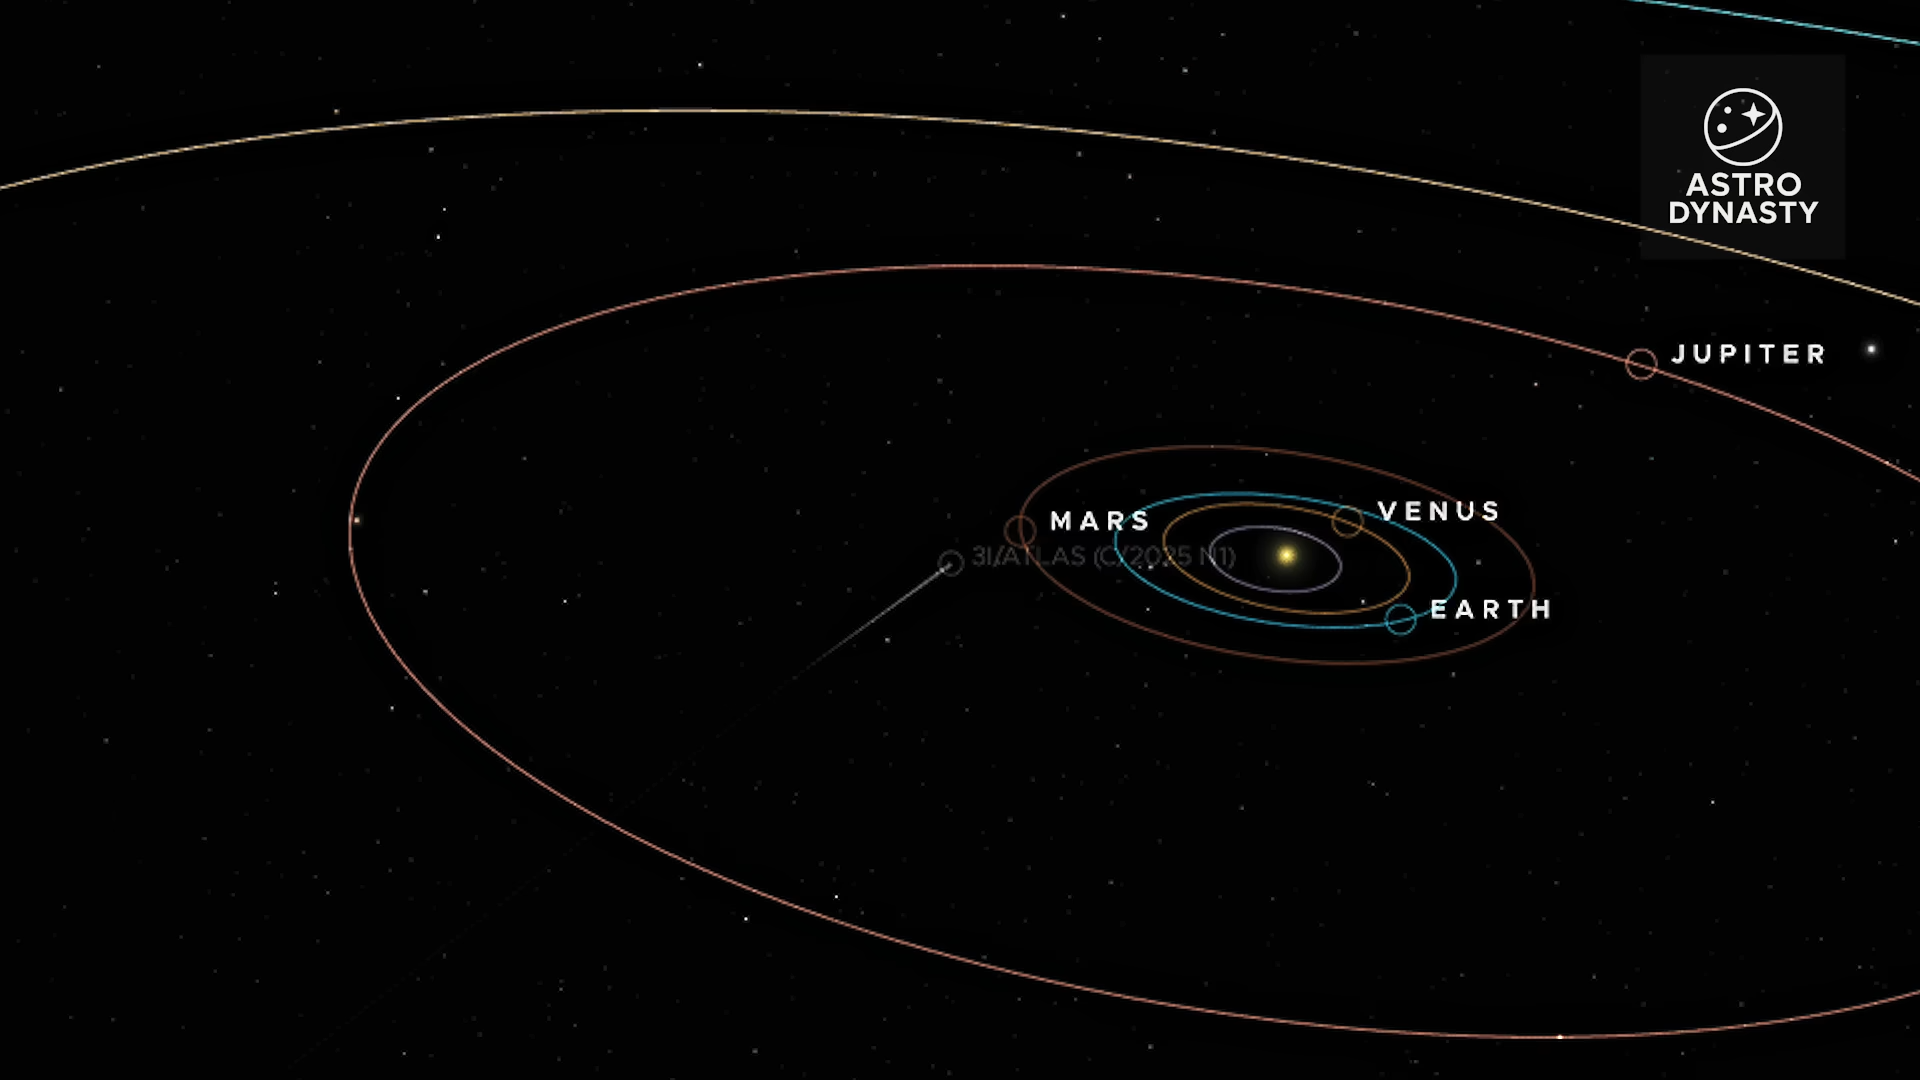 ASTRO
DYNASTY
JUPITER
VENUS
MARS
3I/ATLAS (C/2025 N1)
EARTH